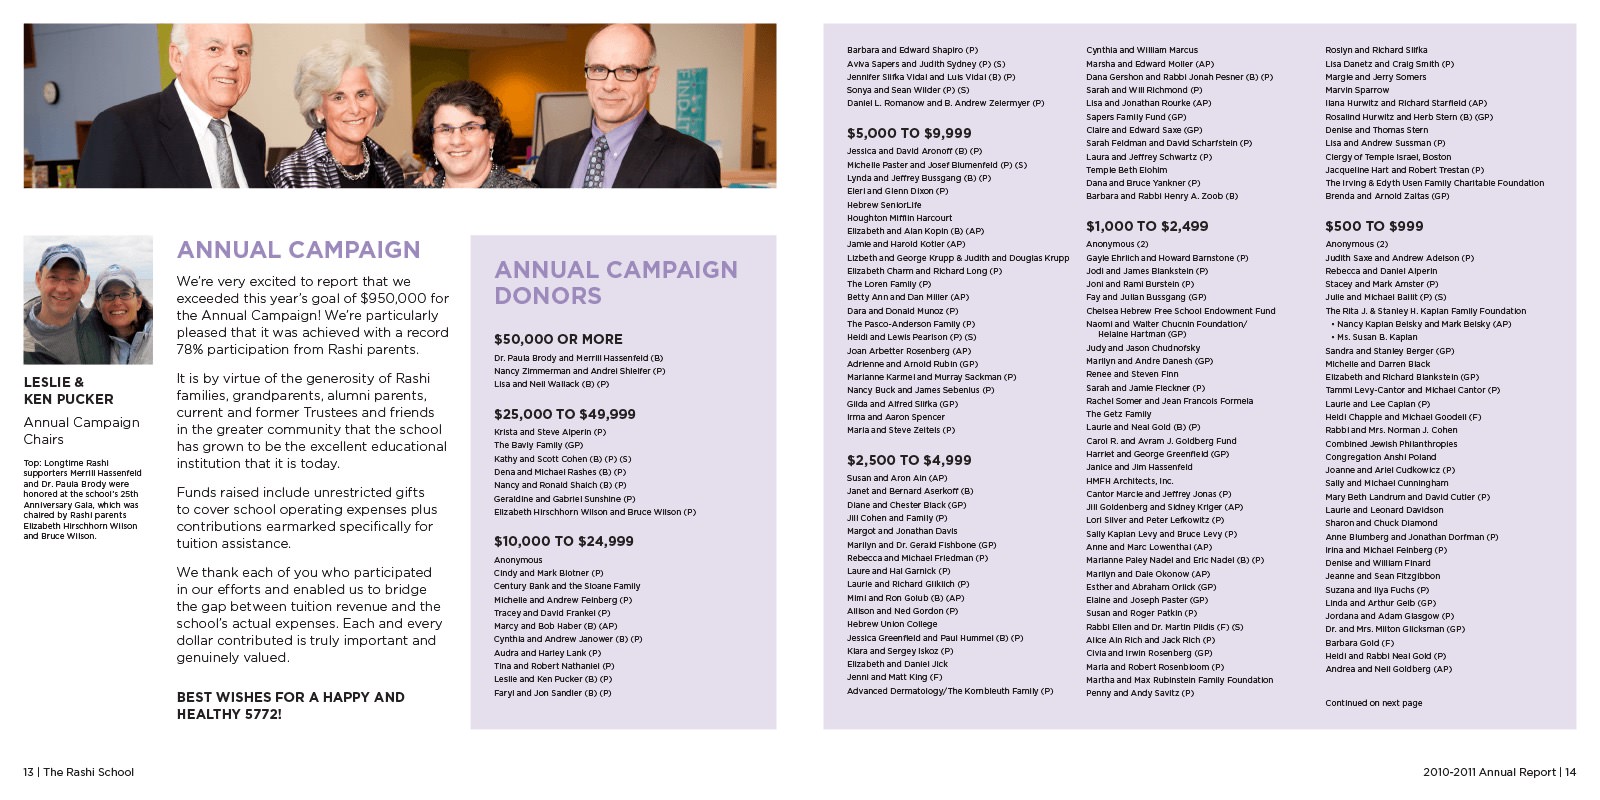 ANNUAL CAMPAIGN
We're very excited to report that we
exceeded this year's goal of $950,000 for
the Annual Campaign! We're particularly
pleased that it was achieved with a record
78% participation from Rashi parents.
It is by virtue of the generosity of Rashi
families, grandparents, alumni parents,
current and former Trustees and friends
in the greater community that the school
has grown to be the excellent educational
institution that it is today.
Funds raised include unrestricted gifts
to cover school operating expenses plus
contributions earmarked specifically for
tuition assistance.
We thank each of you who participated
in our efforts and enabled us to bridge
the gap between tuition revenue and the
school's actual expenses. Each and every
dollar contributed is truly important and
genuinely valued.
BEST WISHES FOR A HAPPY AND
HEALTHY 5772!
LESLIE &
KEN PUCKER
Annual Campaign
Chairs
Top: Longtime Rashi
supporters Merrill Hassenfeld
and Dr. Paula Brody were
honored at the school's 25th
Anniversary Gala, which was
chaired by Rashi parents
Elizabeth Hirschhorn Wilson
and Bruce Wilson.
ANNUAL CAMPAIGN
DONORS
$50,000 OR MORE
Dr. Paula Brody and Merrill Hassenfeld (B)
Nancy Zimmerman and Andrei Shleifer (P)
Lisa and Neil Wallack (B) (P)
$25,000 TO $49,999
Krista and Steve Alperin (P)
The Bavly Family (GP)
Kathy and Scott Cohen (B) (P) (S)
Dena and Michael Rashes (B) (P)
Nancy and Ronald Shaich (B) (P)
Geraldine and Gabriel Sunshine (P)
Elizabeth Hirschhorn Wilson and Bruce Wilson (P)
$10,000 TO $24,999
Anonymous
Cindy and Mark Blotner (P)
Century Bank and the Sloane Family
Michelle and Andrew Feinberg (P)
Tracey and David Frankel (P)
Marcy and Bob Haber (B) (AP)
Cynthia and Andrew Janower (B) (P)
Audra and Harley Lank (P)
Tina and Robert Nathaniel (P)
Leslie and Ken Pucker (B) (P)
Faryl and Jon Sandler (B) (P)
13 | The Rashi School
Barbara and Edward Shapiro (P)
Aviva Sapers and Judith Sydney (P) (S)
Jennifer Slifka Vidal and Luis Vidal (B) (P)
Sonya and Sean Wilder (P) (S)
Daniel L. Romanow and B. Andrew Zelermyer (P)
$5,000 TO $9,999
Jessica and David Aronoff (B) (P)
Michelle Paster and Josef Blumenfeld (P) (S)
Lynda and Jeffrey Bussgang (B) (P)
Eleri and Glenn Dixon (P)
Hebrew SeniorLife
Houghton Mifflin Harcourt
Elizabeth and Alan Kopin (B) (AP)
Jamie and Harold Kotler (AP)
Lizbeth and George Krupp & Judith and Douglas Krupp
Elizabeth Charm and Richard Long (P)
The Loren Family (P)
Betty Ann and Dan Miller (AP)
Dara and Donald Munoz (P)
The Pasco-Anderson Family (P)
Heidi and Lewis Pearlson (P) (S)
Joan Arbetter Rosenberg (AP)
Adrienne and Arnold Rubin (GP)
Marianne Karmel and Murray Sackman (P)
Nancy Buck and James Sebenius (P)
Gilda and Alfred Slifka (GP)
Irma and Aaron Spencer
Marla and Steve Zeitels (P)
$2,500 TO $4,999
Susan and Aron Ain (AP)
Janet and Bernard Aserkoff (B)
Diane and Chester Black (GP)
Jill Cohen and Family (P)
Margot and Jonathan Davis
Marilyn and Dr. Gerald Fishbone (GP)
Rebecca and Michael Friedman (P)
Laure and Hal Garnick (P)
Laurie and Richard Gliklich (P)
Mimi and Ron Golub (B) (AP)
Allison and Ned Gordon (P)
Hebrew Union College
Jessica Greenfield and Paul Hummel (B) (P)
Klara and Sergey Iskoz (P)
Elizabeth and Daniel Jick
Jenni and Matt King (F)
Advanced Dermatology/The Kornbleuth Family (P)
Cynthia and William Marcus
Marsha and Edward Moller (AP)
Dana Gershon and Rabbi Jonah Pesner (B) (P)
Sarah and Will Richmond (P)
Lisa and Jonathan Rourke (AP)
Sapers Family Fund (GP)
Claire and Edward Saxe (GP)
Sarah Feldman and David Scharfstein (P)
Laura and Jeffrey Schwartz (P)
Temple Beth Elohim
Dana and Bruce Yankner (P)
Barbara and Rabbi Henry A. Zoob (B)
$1,000 TO $2,499
Anonymous (2)
Gayle Ehrlich and Howard Barnstone (P)
Jodi and James Blankstein (P)
Joni and Rami Burstein (P)
Fay and Julian Bussgang (GP)
Chelsea Hebrew Free School Endowment Fund
Naomi and Walter Chucnin Foundation/
Helaine Hartman (GP)
Judy and Jason Chudnofsky
Marilyn and Andre Danesh (GP)
Renee and Steven Finn
Sarah and Jamie Fleckner (P)
Rachel Somer and Jean Francois Formela
The Getz Family
Laurie and Neal Gold (B) (P)
Carol R. and Avram J. Goldberg Fund
Harriet and George Greenfield (GP)
Janice and Jim Hassenfeld
HMFH Architects, Inc.
Cantor Marcie and Jeffrey Jonas (P)
Jill Goldenberg and Sidney Kriger (AP)
Lori Silver and Peter Lefkowitz (P)
Sally Kaplan Levy and Bruce Levy (P)
Anne and Marc Lowenthal (AP)
Marianne Paley Nadel and Eric Nadel (B) (P)
Marilyn and Dale Okonow (AP)
Esther and Abraham Orlick (GP)
Elaine and Joseph Paster (GP)
Susan and Roger Patkin (P)
Rabbi Ellen and Dr. Martin Pildis (F) (S)
Alice Ain Rich and Jack Rich (P)
Civia and Irwin Rosenberg (GP)
Marla and Robert Rosenbloom (P)
Martha and Max Rubinstein Family Foundation
Penny and Andy Savitz (P)
Roslyn and Richard Slifka
Lisa Danetz and Craig Smith (P)
Margie and Jerry Somers
Marvin Sparrow
Ilana Hurwitz and Richard Starfield (AP)
Rosalind Hurwitz and Herb Stern (B) (GP)
Denise and Thomas Stern
Lisa and Andrew Sussman (P)
Clergy of Temple Israel, Boston
Jacqueline Hart and Robert Trestan (P)
The Irving & Edyth Usen Family Charitable Foundation
Brenda and Arnold Zaltas (GP)
$500 TO $999
Anonymous (2)
Judith Saxe and Andrew Adelson (P)
Rebecca and Daniel Alperin
Stacey and Mark Arnster (P)
Julie and Michael Bailit (P) (S)
The Rita J. & Stanley H. Kaplan Family Foundation
• Nancy Kaplan Belsky and Mark Belsky (AP)
• Ms. Susan B. Kaplan
Sandra and Stanley Berger (GP)
Michelle and Darren Black
Elizabeth and Richard Blankstein (GP)
Tammi Levy-Cantor and Michael Cantor (P)
Laurie and Lee Caplan (P)
Heidi Chapple and Michael Goodell (F)
Rabbi and Mrs. Norman J. Cohen
Combined Jewish Philanthropies
Congregation Anshi Poland
Joanne and Ariel Cudkowicz (P)
Sally and Michael Cunningham
Mary Beth Landrum and David Cutler (P)
Laurie and Leonard Davidson
Sharon and Chuck Diamond
Anne Blumberg and Jonathan Dorfman (P)
Irina and Michael Feinberg (P)
Denise and William Finard
Jeanne and Sean Fitzgibbon
Suzana and Ilya Fuchs (P)
Linda and Arthur Gelb (GP)
Jordana and Adam Glasgow (P)
Dr. and Mrs. Milton Glicksman (GP)
Barbara Gold (F)
Heidi and Rabbi Neal Gold (P)
Andrea and Neil Goldberg (AP)
Continued on next page
2010-2011 Annual Report | 14